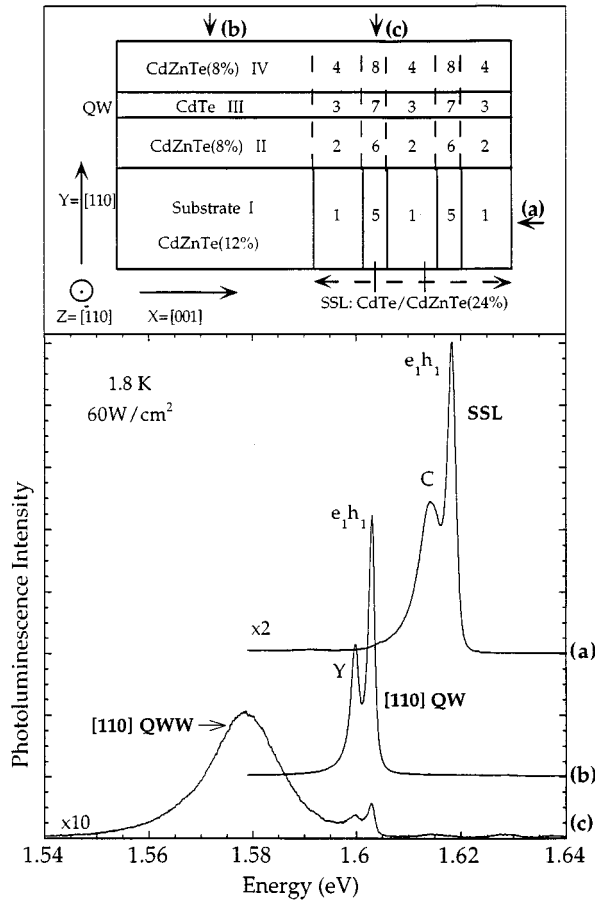 (b) (c)
CdZnTe(8%) IV 4 8 4 8 4
QW CdTe III 3 7 3 7 3
CdZnTe(8%) II 2 6 2 6 2
Y=[110]
Substrate I 1 5 1 5 1 (a)
CdZnTe(12%)
SSL: CdTe/CdZnTe(24%)
Z=[1̄10] X=[001]
1.8 K
60W/cm²
e₁h₁
SSL
C
e₁h₁
x2
(a)
Y
[110] QW
[110] QWW
(b)
x10
(c)
1.54 1.56 1.58 1.6 1.62 1.64
Energy (eV)
Photoluminescence Intensity